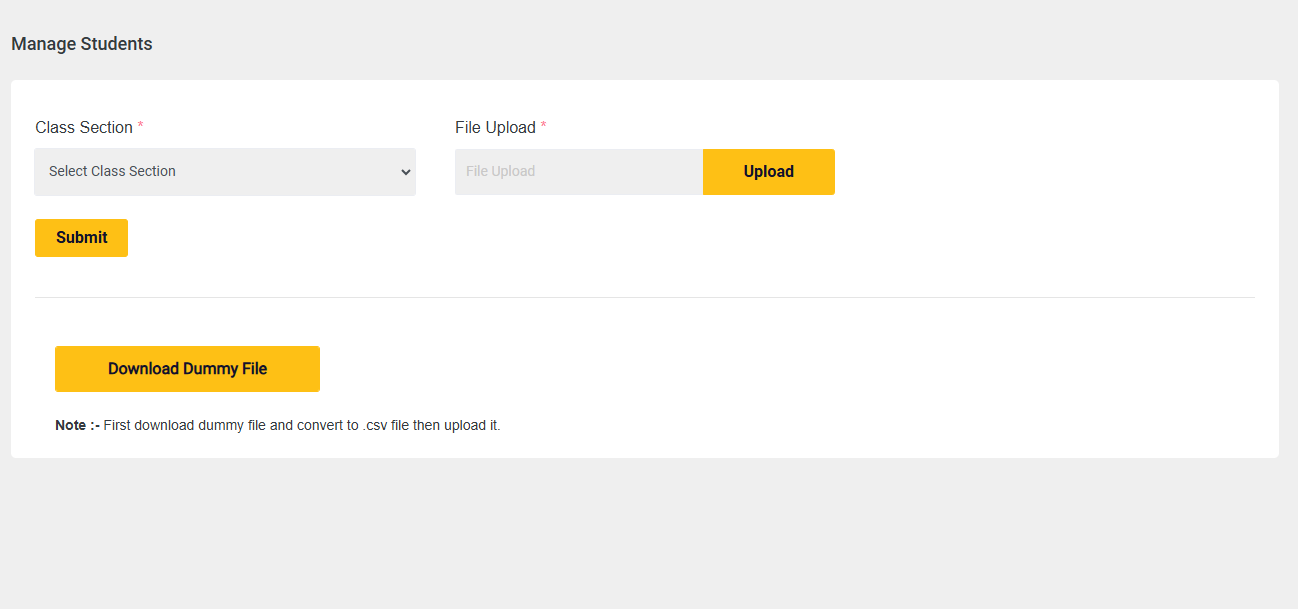 Manage Students
Class Section *
File Upload *
Select Class Section
File Upload
Upload
Submit
Download Dummy File
Note :- First download dummy file and convert to .csv file then upload it.